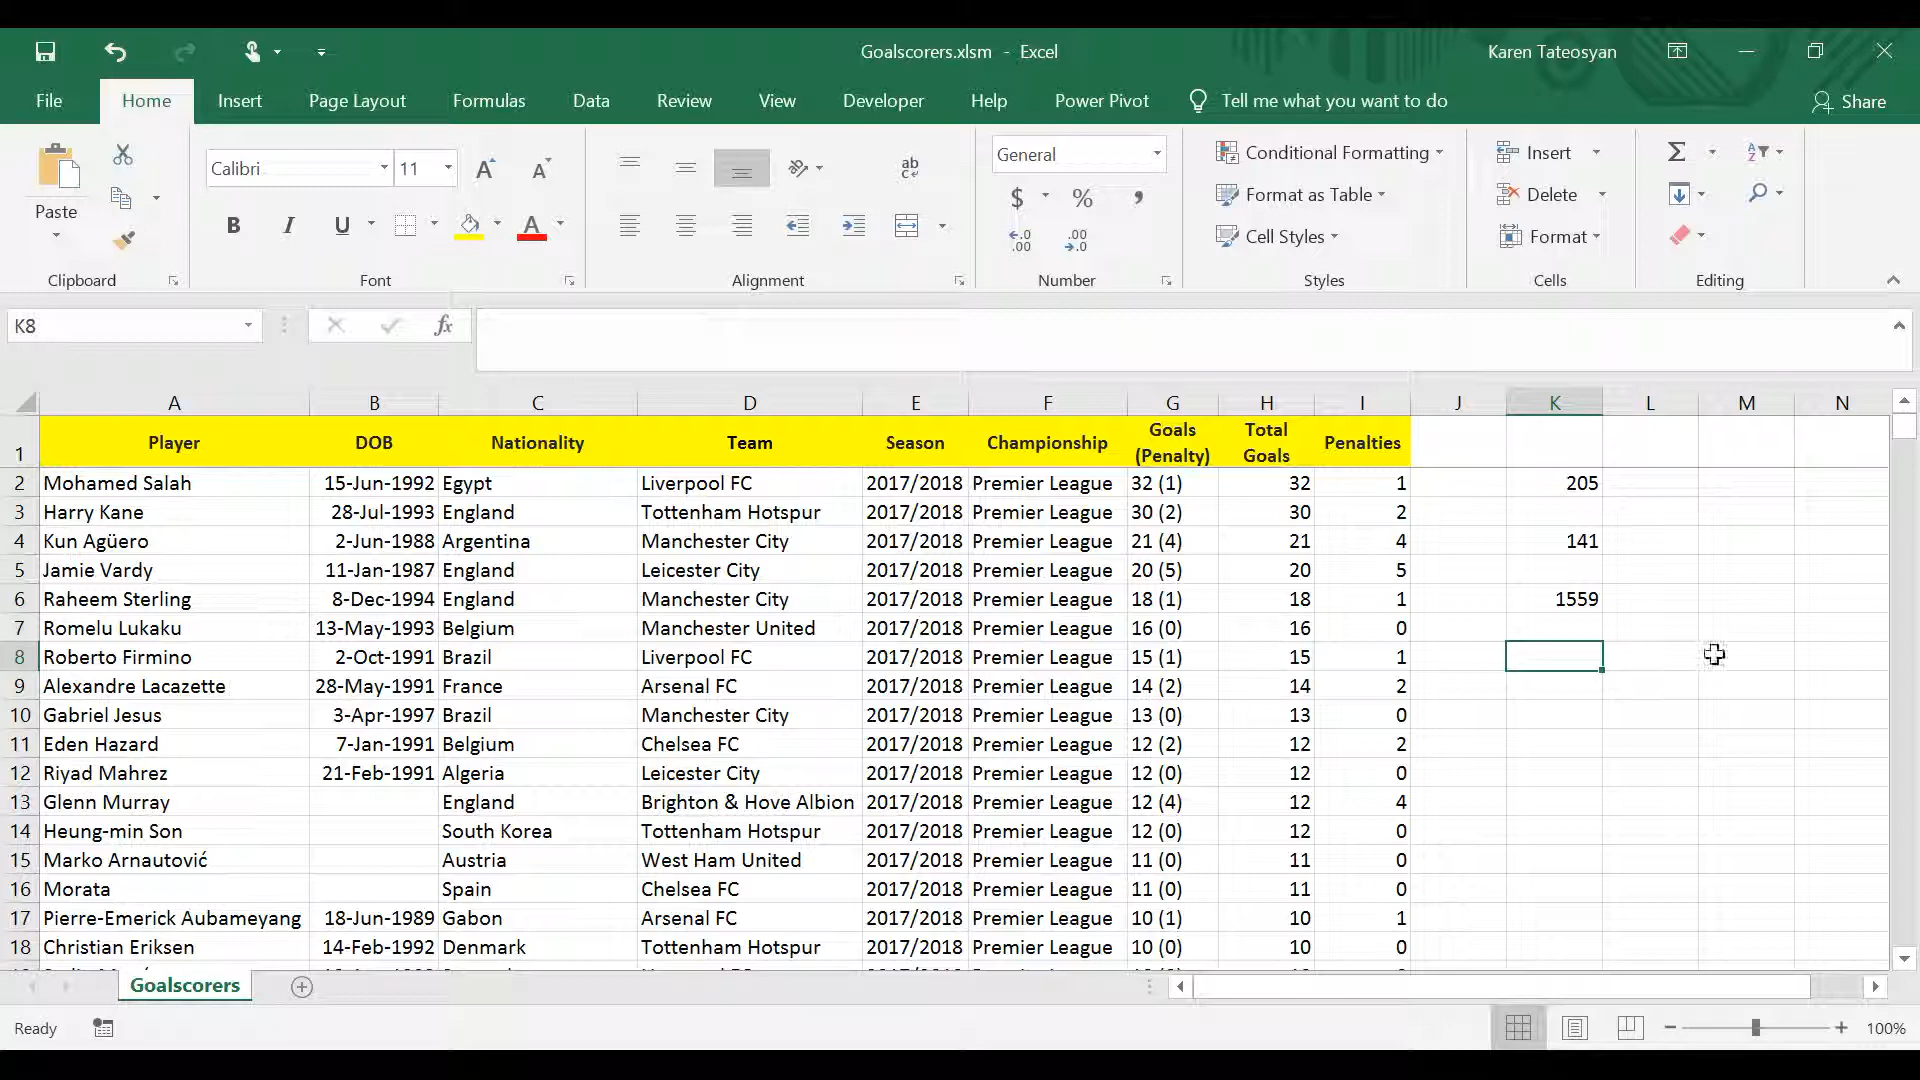 Goalscorers.xlsm - Excel Karen Tateosyan
File Home Insert Page Layout Formulas Data Review View Developer Help Power Pivot Tell me what you want to do Share
Paste Calibri 11 General Conditional Formatting Insert
Format as Table Delete
Cell Styles Format
Clipboard Font Alignment Number Styles Cells Editing
K8
A B C D E F G H I J K L M N
1 Player DOB Nationality Team Season Championship Goals (Penalty) Total Goals Penalties
2 Mohamed Salah 15-Jun-1992 Egypt Liverpool FC 2017/2018 Premier League 32 (1) 32 1 205
3 Harry Kane 28-Jul-1993 England Tottenham Hotspur 2017/2018 Premier League 30 (2) 30 2
4 Kun Agüero 2-Jun-1988 Argentina Manchester City 2017/2018 Premier League 21 (4) 21 4 141
5 Jamie Vardy 11-Jan-1987 England Leicester City 2017/2018 Premier League 20 (5) 20 5
6 Raheem Sterling 8-Dec-1994 England Manchester City 2017/2018 Premier League 18 (1) 18 1 1559
7 Romelu Lukaku 13-May-1993 Belgium Manchester United 2017/2018 Premier League 16 (0) 16 0
8 Roberto Firmino 2-Oct-1991 Brazil Liverpool FC 2017/2018 Premier League 15 (1) 15 1
9 Alexandre Lacazette 28-May-1991 France Arsenal FC 2017/2018 Premier League 14 (2) 14 2
10 Gabriel Jesus 3-Apr-1997 Brazil Manchester City 2017/2018 Premier League 13 (0) 13 0
11 Eden Hazard 7-Jan-1991 Belgium Chelsea FC 2017/2018 Premier League 12 (2) 12 2
12 Riyad Mahrez 21-Feb-1991 Algeria Leicester City 2017/2018 Premier League 12 (0) 12 0
13 Glenn Murray England Brighton & Hove Albion 2017/2018 Premier League 12 (4) 12 4
14 Heung-min Son South Korea Tottenham Hotspur 2017/2018 Premier League 12 (0) 12 0
15 Marko Arnautović Austria West Ham United 2017/2018 Premier League 11 (0) 11 0
16 Morata Spain Chelsea FC 2017/2018 Premier League 11 (0) 11 0
17 Pierre-Emerick Aubameyang 18-Jun-1989 Gabon Arsenal FC 2017/2018 Premier League 10 (1) 10 1
18 Christian Eriksen 14-Feb-1992 Denmark Tottenham Hotspur 2017/2018 Premier League 10 (0) 10 0
Goalscorers
Ready 100%